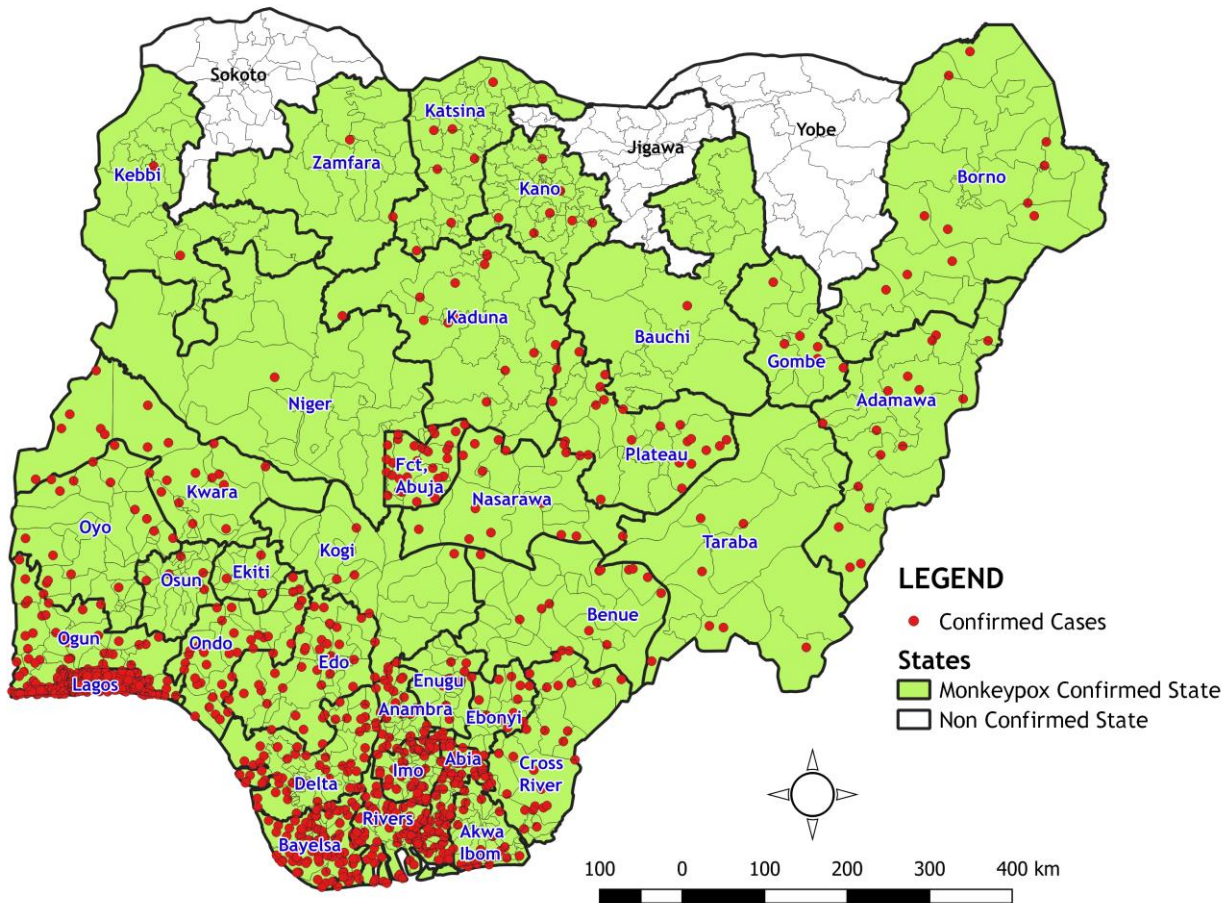 Sokoto
Katsina
Yobe
Jigawa
Zamfara
Kebbi
Kano
Borno
Kaduna
Bauchi
Gombe
Niger
Adamawa
Plateau
Fct,
Abuja
Nasarawa
Kwara
Oyo
Taraba
Kogi
Osun
Ekiti
Benue
Ogun
Ondo
Edo
Lagos
Enugu
Anambra
Ebonyi
Abia
Imo
Cross
River
Delta
Rivers
Bayelsa
Akwa
Ibom
LEGEND
Confirmed Cases
States
Monkeypox Confirmed State
Non Confirmed State
100 0 100 200 300 400 km